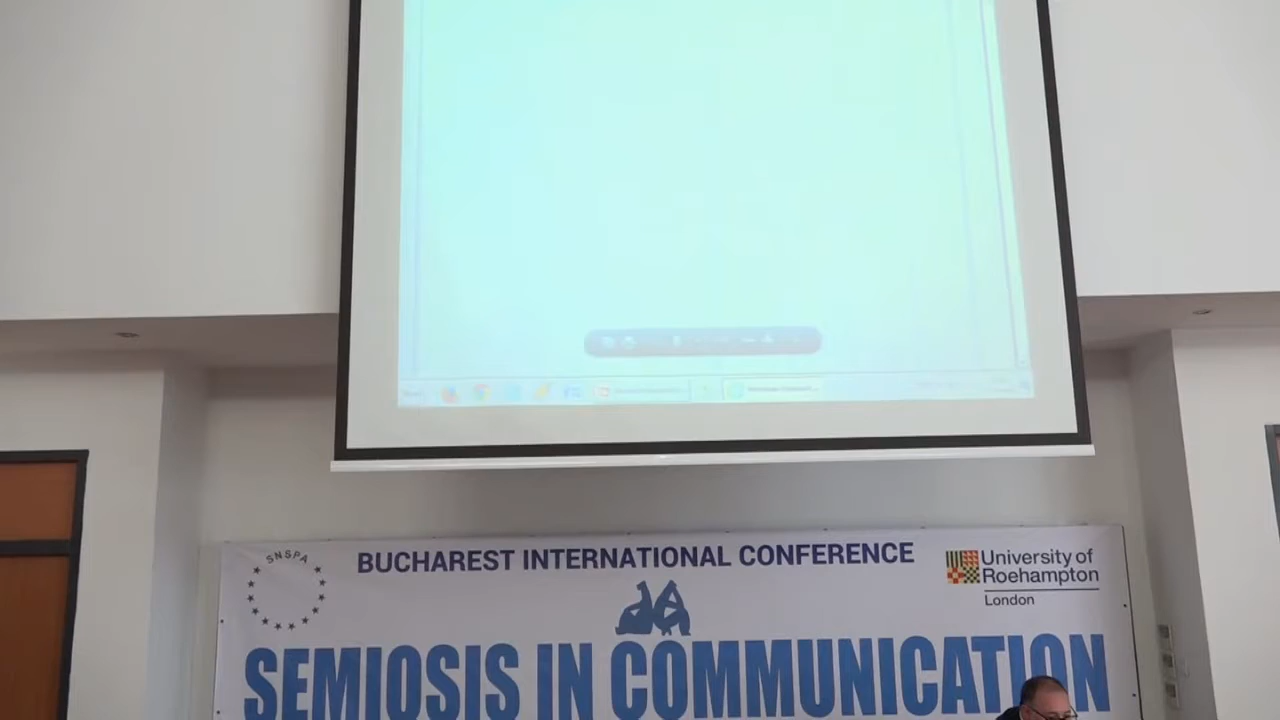 SNSPA
BUCHAREST INTERNATIONAL CONFERENCE
University of
Roehampton
London
SEMIOSIS IN COMMUNICATION